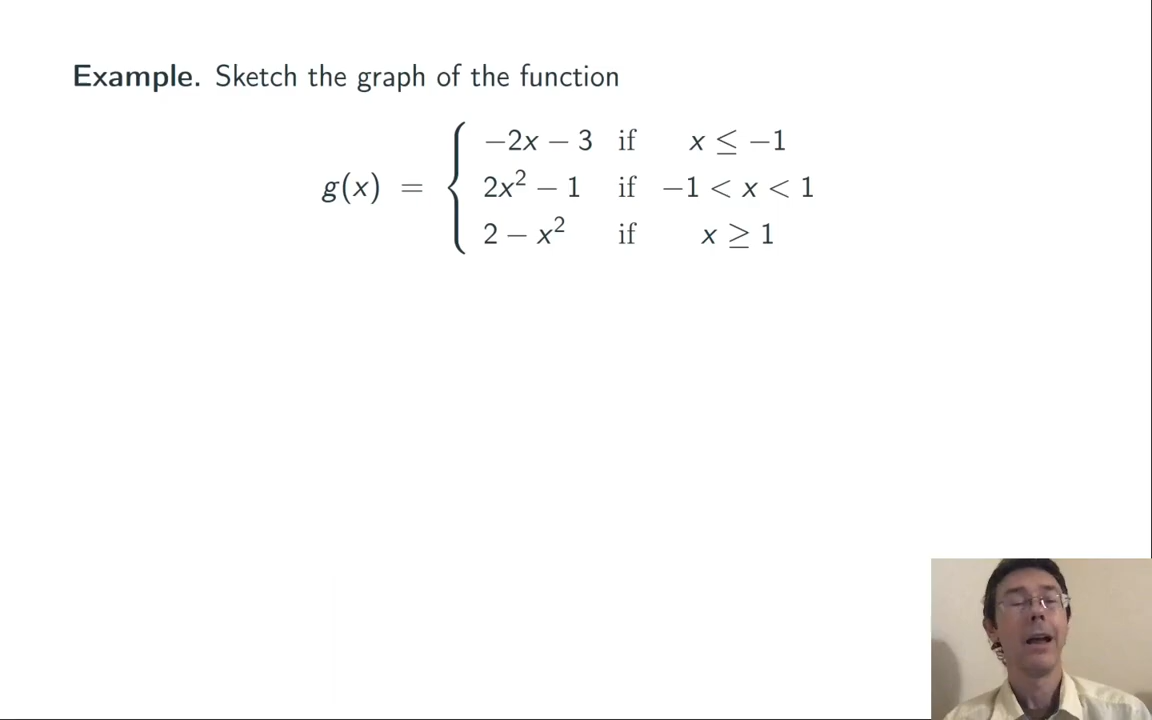 Example. Sketch the graph of the function
−2x − 3 if x ≤ −1
g(x) = { 2x² − 1 if −1 < x < 1
2 − x² if x ≥ 1